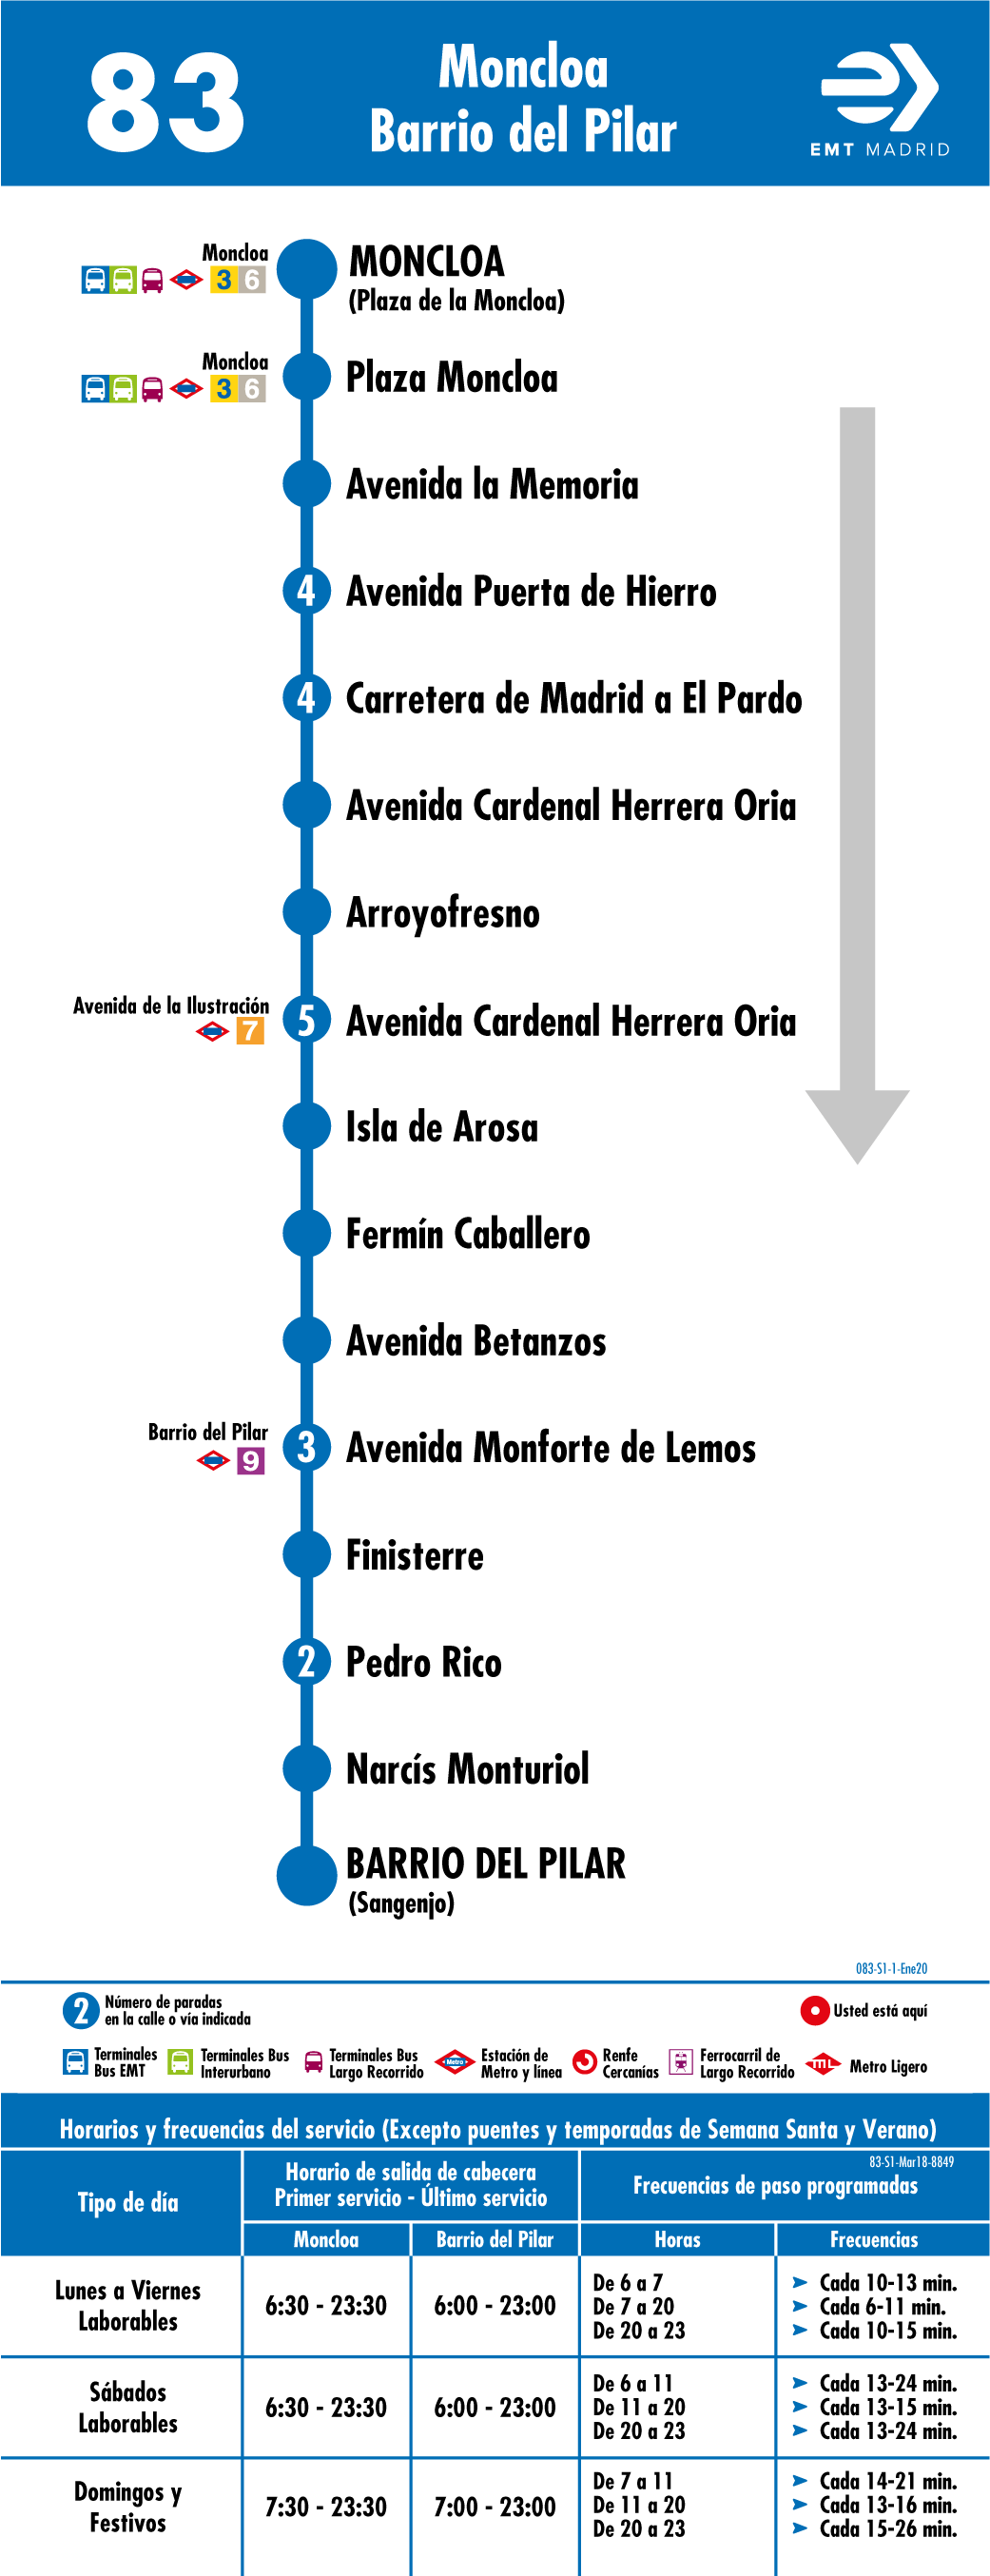 83
Moncloa
Barrio del Pilar
EMT MADRID
Moncloa
3 6
MONCLOA
(Plaza de la Moncloa)
Moncloa
3 6
Plaza Moncloa
Avenida la Memoria
4 Avenida Puerta de Hierro
4 Carretera de Madrid a El Pardo
Avenida Cardenal Herrera Oria
Arroyofresno
Avenida de la Ilustración
7
5 Avenida Cardenal Herrera Oria
Isla de Arosa
Fermín Caballero
Avenida Betanzos
Barrio del Pilar
9
3 Avenida Monforte de Lemos
Finisterre
2 Pedro Rico
Narcís Monturiol
BARRIO DEL PILAR
(Sangenjo)
083-S1-1-Ene20
2 Número de paradas
en la calle o vía indicada
Usted está aquí
Terminales
Bus EMT
Terminales Bus
Interurbano
Terminales Bus
Largo Recorrido
Metro
Estación de
Metro y línea
Renfe
Cercanías
Ferrocarril de
Largo Recorrido
ML
Metro Ligero
Horarios y frecuencias del servicio (Excepto puentes y temporadas de Semana Santa y Verano)
83-S1-Mar18-8849
Tipo de día
Horario de salida de cabecera
Primer servicio - Último servicio
Frecuencias de paso programadas
Moncloa
Barrio del Pilar
Horas
Frecuencias
Lunes a Viernes
Laborables
6:30 - 23:30
6:00 - 23:00
De 6 a 7
De 7 a 20
De 20 a 23
Cada 10-13 min.
Cada 6-11 min.
Cada 10-15 min.
Sábados
Laborables
6:30 - 23:30
6:00 - 23:00
De 6 a 11
De 11 a 20
De 20 a 23
Cada 13-24 min.
Cada 13-15 min.
Cada 13-24 min.
Domingos y
Festivos
7:30 - 23:30
7:00 - 23:00
De 7 a 11
De 11 a 20
De 20 a 23
Cada 14-21 min.
Cada 13-16 min.
Cada 15-26 min.